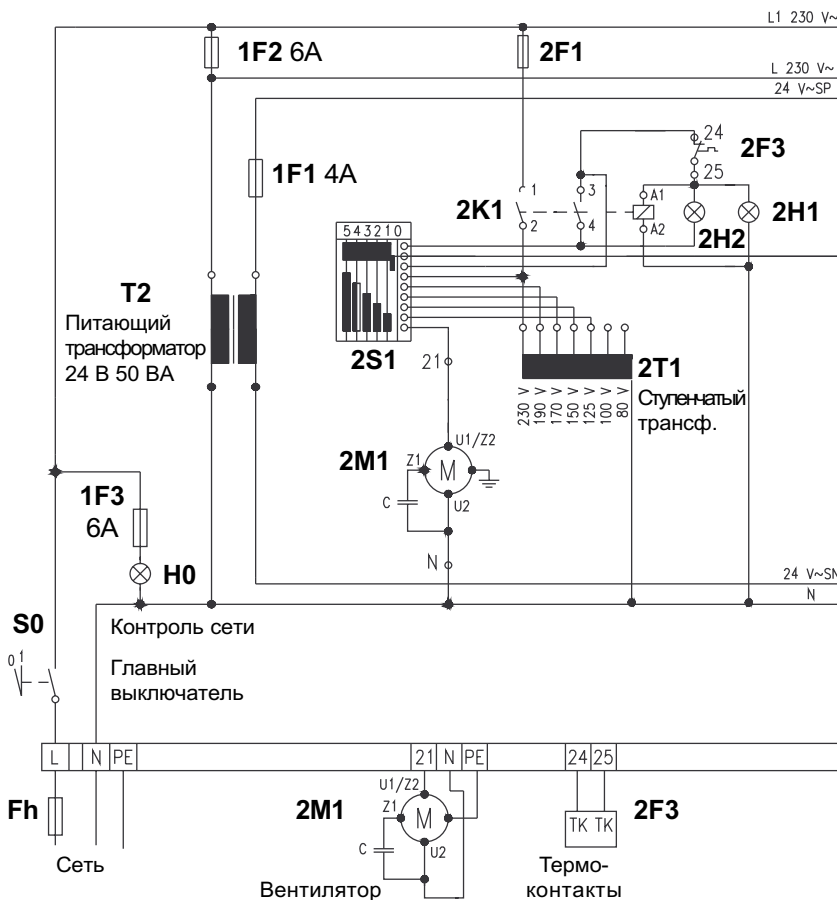 L1 230 V~
1F2 6A
2F1
L 230 V~
24 V~SP
24
2F3
25
1F1 4A
1
3
A1
2K1
2H1
2
4
A2
2H2
5 4 3 2 1 0
T2
Питающий
трансформатор
24 В 50 ВА
2S1
2T1
21
230 V
190 V
170 V
150 V
125 V
100 V
80 V
Ступенчатый
трансф.
U1/Z2
2M1
Z1
M
C
U2
1F3
6A
N
H0
24 V~SN
N
S0
Контроль сети
0 1
Главный
выключатель
L N PE 21 N PE 24 25
U1/Z2
Fh
2M1
Z1
M
TK TK
2F3
C
U2
Сеть
Вентилятор
Термо-
контакты